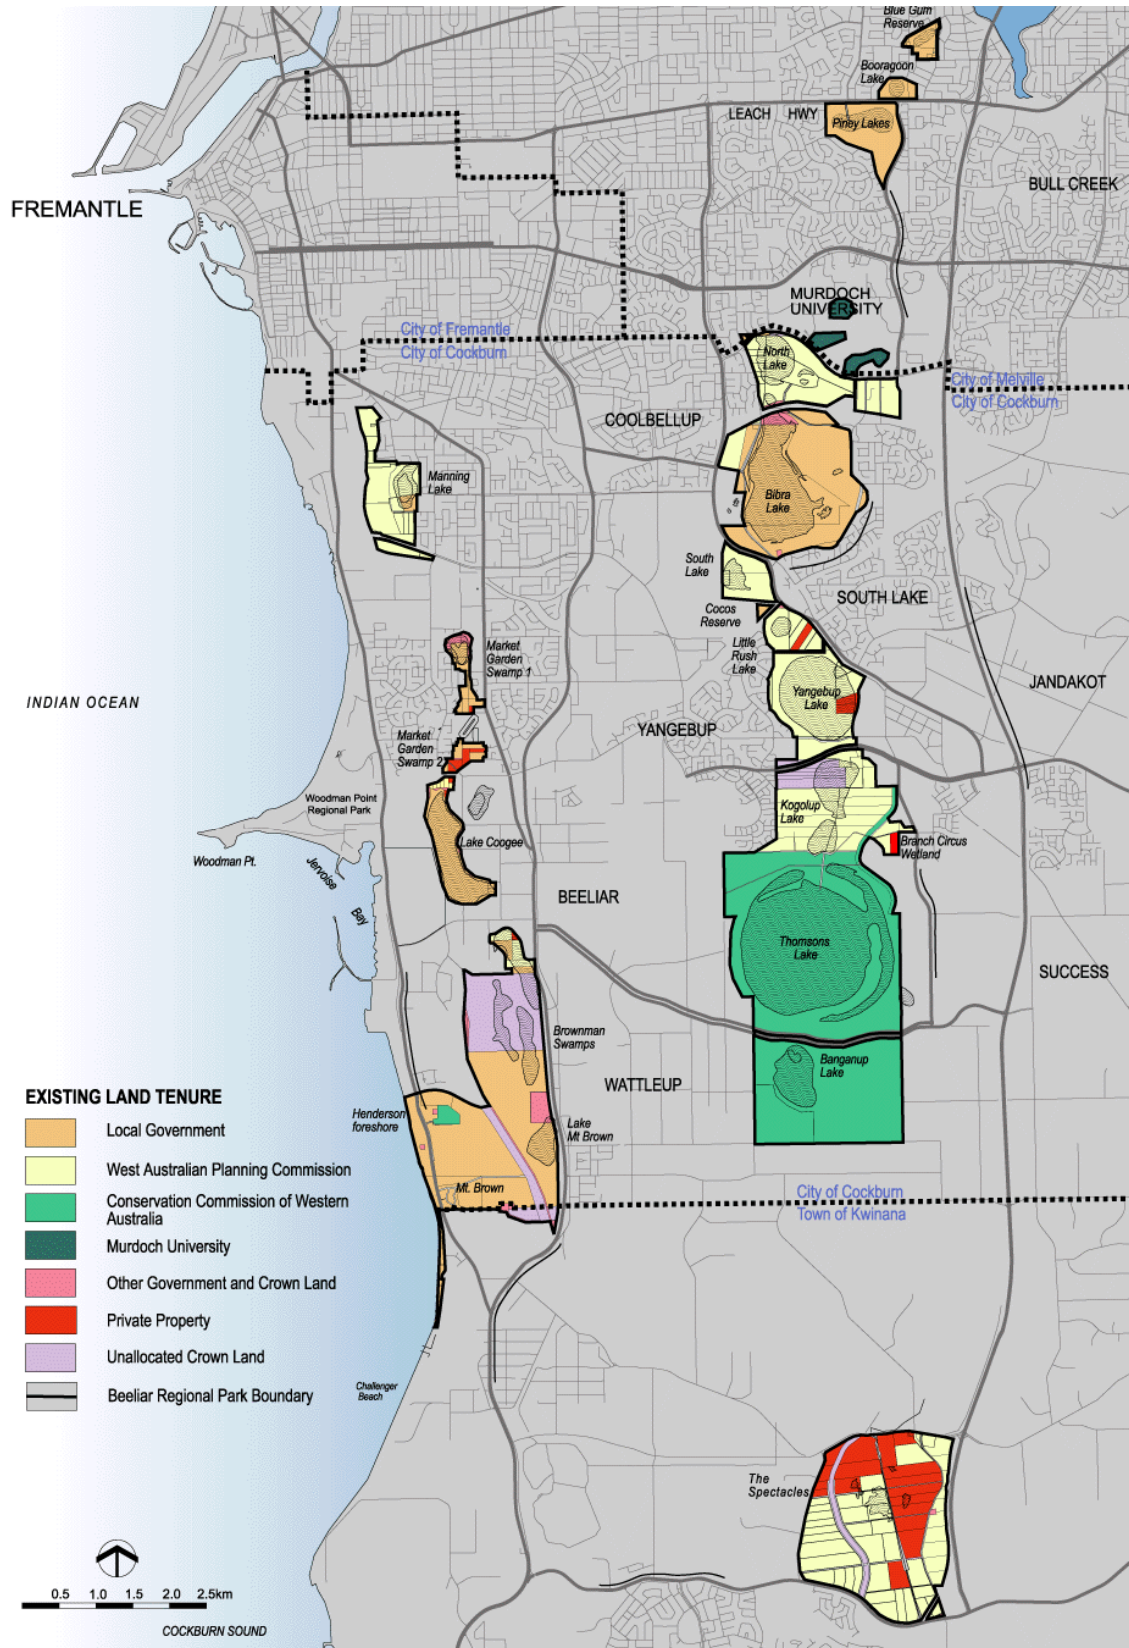 Blue Gum
Reserve
Booragoon
Lake
LEACH HWY
Piney Lakes
BULL CREEK
FREMANTLE
MURDOCH
UNIVERSITY
City of Fremantle
City of Cockburn
North
Lake
City of Melville
City of Cockburn
COOLBELLUP
Manning
Lake
Bibra
Lake
South
Lake
SOUTH LAKE
Cocos
Reserve
Little
Rush
Lake
Market
Garden
Swamp 1
INDIAN OCEAN
JANDAKOT
Yangebup
Lake
YANGEBUP
Market
Garden
Swamp 2
Woodman Point
Regional Park
Kogolup
Lake
Lake Coogee
Branch Circus
Wetland
Woodman Pt.
Jervoise
Bay
BEELIAR
Thomsons
Lake
SUCCESS
Brownman
Swamps
Banganup
Lake
WATTLEUP
EXISTING LAND TENURE
Local Government
West Australian Planning Commission
Conservation Commission of Western
Australia
Murdoch University
Other Government and Crown Land
Private Property
Unallocated Crown Land
Beeliar Regional Park Boundary
Henderson
foreshore
Lake
Mt Brown
Mt. Brown
City of Cockburn
Town of Kwinana
Challenger
Beach
The
Spectacles
0.5 1.0 1.5 2.0 2.5km
COCKBURN SOUND